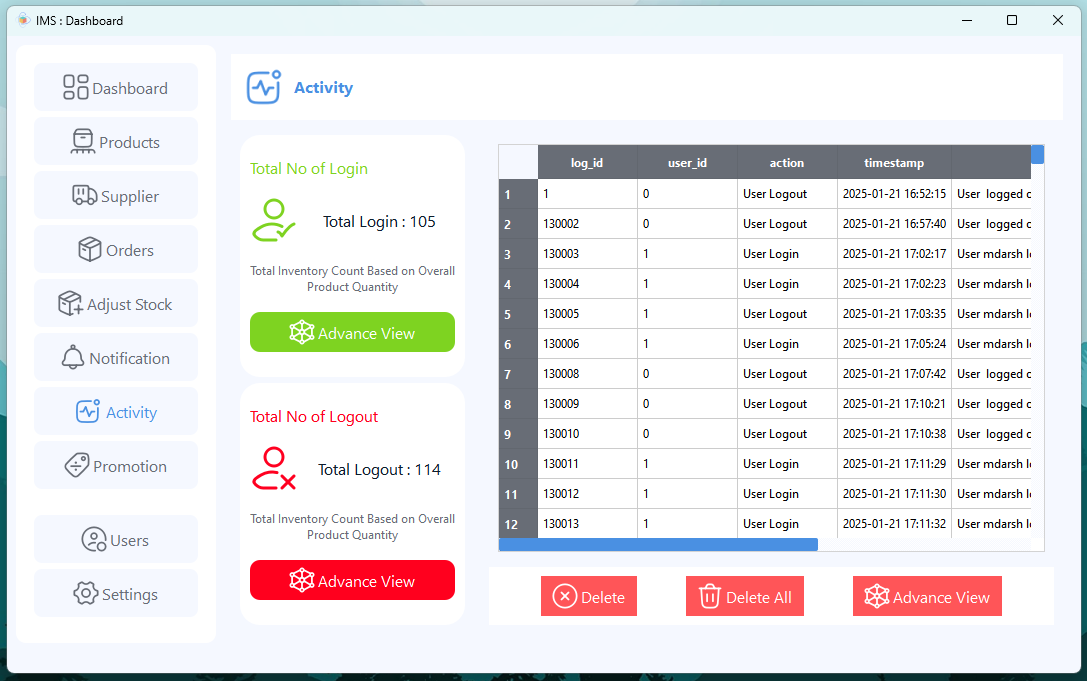 IMS : Dashboard
Dashboard
Products
Supplier
Orders
Adjust Stock
Notification
Activity
Promotion
Users
Settings
Activity
Total No of Login
Total Login : 105
Total Inventory Count Based on Overall
Product Quantity
Advance View
Total No of Logout
Total Logout : 114
Total Inventory Count Based on Overall
Product Quantity
Advance View
log_id user_id action timestamp
1 1 0 User Logout 2025-01-21 16:52:15 User logged
2 130002 0 User Logout 2025-01-21 16:57:40 User logged
3 130003 1 User Login 2025-01-21 17:02:17 User mdarsh
4 130004 1 User Login 2025-01-21 17:02:23 User mdarsh
5 130005 1 User Logout 2025-01-21 17:03:35 User mdarsh
6 130006 1 User Login 2025-01-21 17:05:24 User mdarsh
7 130008 0 User Logout 2025-01-21 17:07:42 User logged
8 130009 0 User Logout 2025-01-21 17:10:21 User logged
9 130010 0 User Logout 2025-01-21 17:10:38 User logged
10 130011 1 User Login 2025-01-21 17:11:29 User mdarsh
11 130012 1 User Login 2025-01-21 17:11:30 User mdarsh
12 130013 1 User Login 2025-01-21 17:11:32 User mdarsh
Delete
Delete All
Advance View